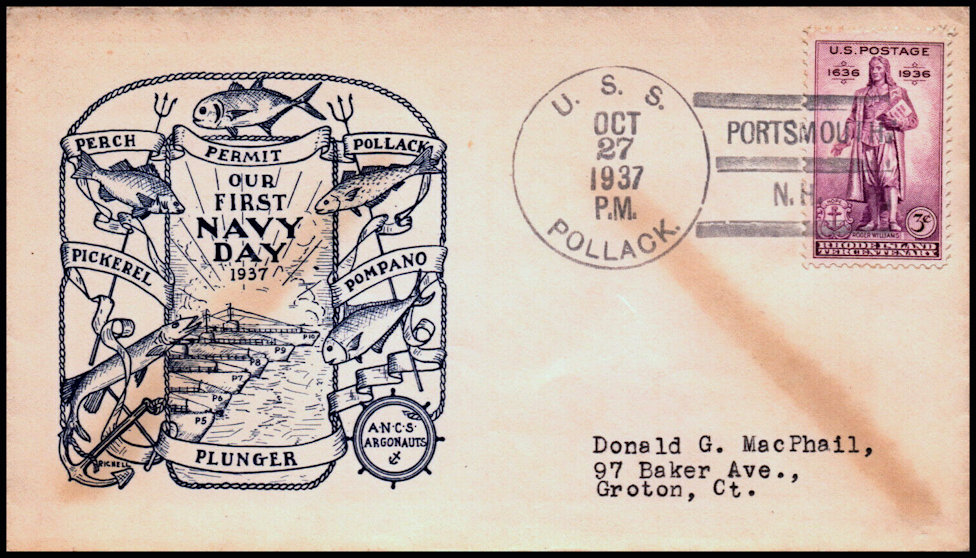 PERCH
PERMIT
POLLACK
OUR
FIRST
NAVY
DAY
1937
PICKEREL
POMPANO
P10
P9
P8
P7
P6
P5
PLUNGER
A·N·C·S·
ARGONAUTS
U. S. S.
OCT
27
1937
P.M.
POLLACK.
PORTSMOUTH
N.H
U.S. POSTAGE
1636 1936
ROGER WILLIAMS
3¢
RHODE ISLAND
TERCENTENARY
Donald G. MacPhail,
97 Baker Ave.,
Groton, Ct.